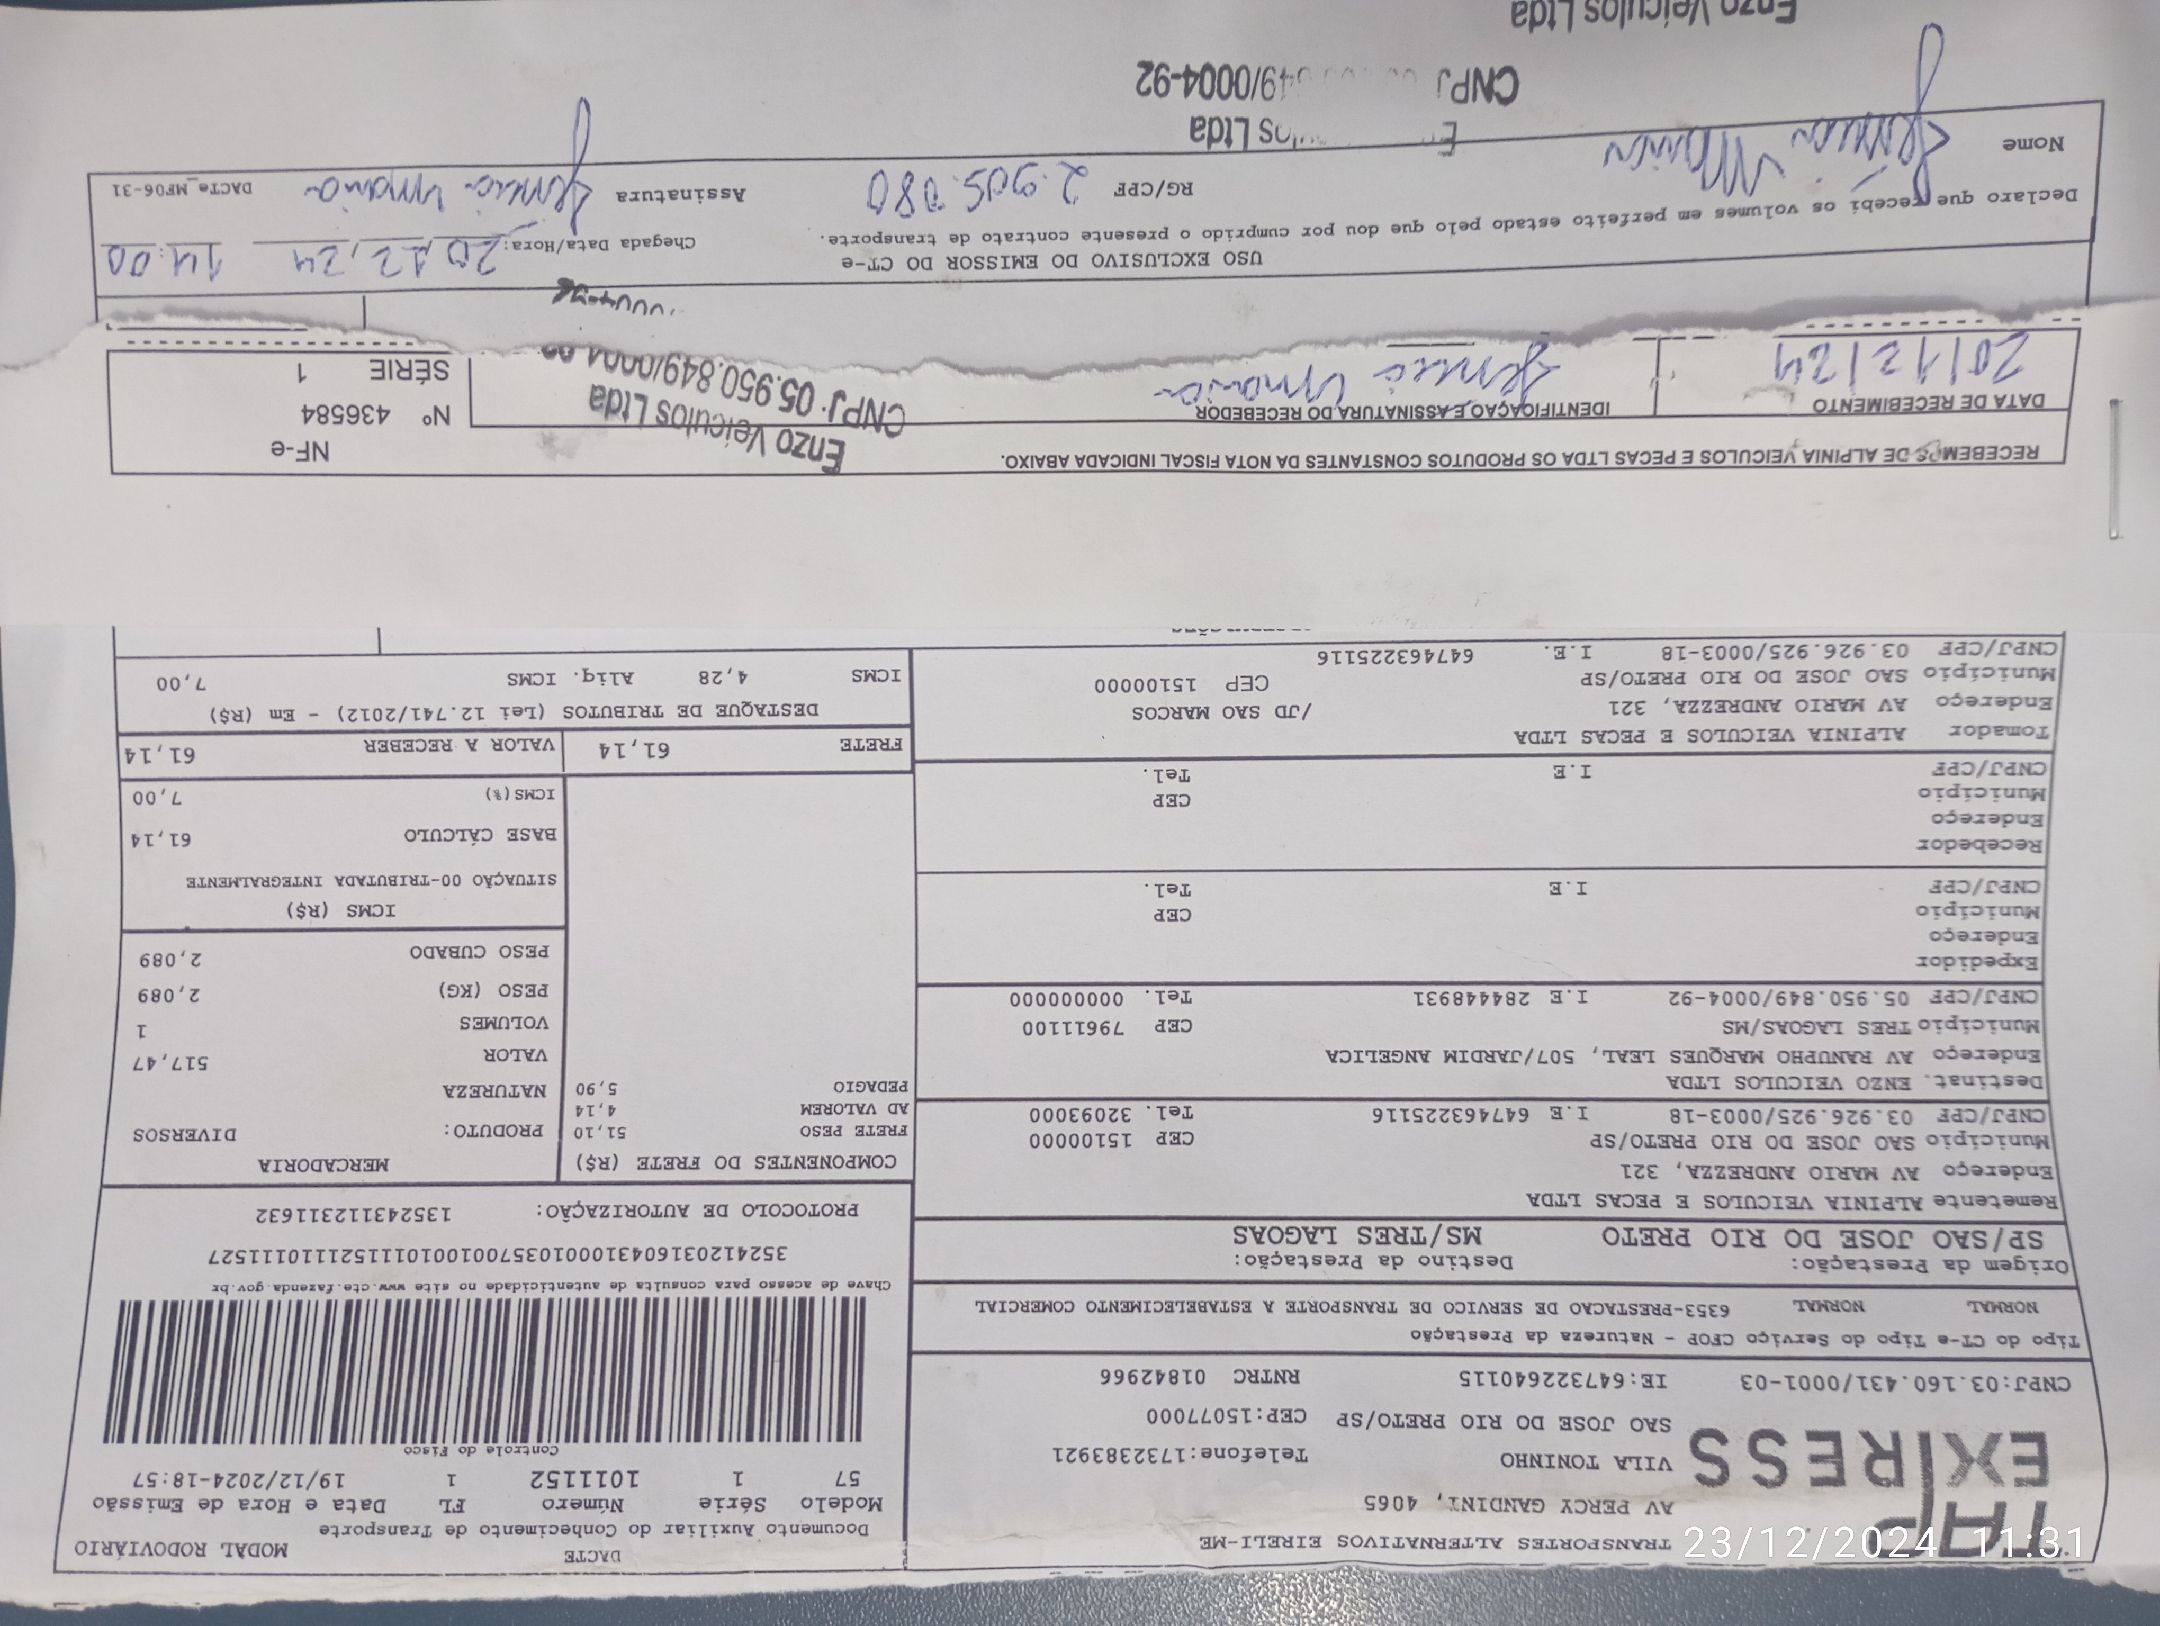 DACTE
MODAL RODOVIÁRIO
Documento Auxiliar do Conhecimento de Transporte
Modelo Série Número FL Data e Hora de Emissão
57 1 1011152 1 19/12/2024-18:57
Controle do Fisco
TAP
EXPRESS
TRANSPORTES ALTERNATIVOS EIRELI-ME
AV PERCY GANDINI, 4065
VILA TONINHO Telefone:1732383921
SAO JOSE DO RIO PRETO/SP CEP:15077000
CNPJ:03.160.431/0001-03 IE:647322640115 RNTRC 01842966
Tipo do CT-e Tipo do Serviço CFOP - Natureza da Prestação
NORMAL NORMAL 6353-PRESTACAO DE SERVICO DE TRANSPORTE A ESTABELECIMENTO COMERCIAL
Chave de acesso para consulta de autenticidade no site www.cte.fazenda.gov.br
35241203160431000103570010010111521111011527
PROTOCOLO DE AUTORIZAÇÃO: 135243112311632
Origem da Prestação: Destino da Prestação:
SP/SAO JOSE DO RIO PRETO MS/TRES LAGOAS
Remetente ALPINIA VEICULOS E PECAS LTDA
Endereço AV MARIO ANDREZZA, 321
Município SAO JOSE DO RIO PRETO/SP CEP 15100000
CNPJ/CPF 03.926.925/0003-18 I.E 647463225116 Tel. 32093000
Destinat. ENZO VEICULOS LTDA
Endereço AV RANUPHO MARQUES LEAL, 507/JARDIM ANGELICA
Município TRES LAGOAS/MS CEP 79611100
CNPJ/CPF 05.950.849/0004-92 I.E 28448931 Tel. 00000000
Expedidor
Endereço
Município CEP
CNPJ/CPF I.E Tel.
Recebedor
Endereço
Município CEP
CNPJ/CPF I.E Tel.
Tomador ALPINIA VEICULOS E PECAS LTDA
Endereço AV MARIO ANDREZZA, 321 /JD SAO MARCOS
Município SAO JOSE DO RIO PRETO/SP CEP 15100000
CNPJ/CPF 03.926.925/0003-18 I.E. 647463225116
COMPONENTES DO FRETE (R$)
FRETE PESO 51,10
AD VALOREM 4,14
PEDAGIO 5,90
MERCADORIA
PRODUTO: DIVERSOS
NATUREZA
VALOR 517,47
VOLUMES 1
PESO (KG) 2,089
PESO CUBADO 2,089
ICMS (R$)
SITUAÇÃO 00-TRIBUTADA INTEGRALMENTE
BASE CÁLCULO 61,14
ICMS(%) 7,00
FRETE 61,14 VALOR A RECEBER 61,14
DESTAQUE DE TRIBUTOS (Lei 12.741/2012) - Em (R$)
ICMS 4,28 Aliq. ICMS 7,00
RECEBEMOS DE ALPINIA VEICULOS E PECAS LTDA OS PRODUTOS CONSTANTES DA NOTA FISCAL INDICADA ABAIXO.
DATA DE RECEBIMENTO IDENTIFICAÇÃO E ASSINATURA DO RECEBEDOR
20/12/24
Enzo Veículos Ltda
CNPJ: 05.950.849/0004-92
NF-e
Nº 436584
SÉRIE 1
USO EXCLUSIVO DO EMISSOR DO CT-e
Declaro que recebi os volumes em perfeito estado pelo que dou por cumprido o presente contrato de transporte.
Chegada Data/Hora: 20,12,24 14:00
Nome RG/CPF 2.905.080 Assinatura
DACTe_MF06-31
Ltda
CNPJ 849/0004-92
Enzo Veículos Ltda
23/12/2024 11:31